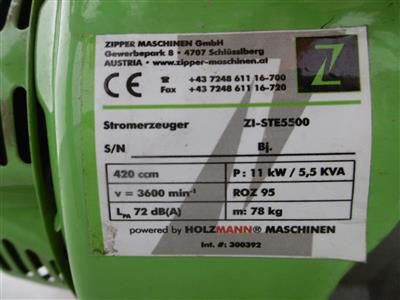 ZIPPER MASCHINEN GmbH
Gewerbepark 8 • 4707 Schlüsslberg
AUSTRIA • www.zipper-maschinen.at
CE ☎ +43 7248 611 16-700
Fax +43 7248 611 16-720
Z
Stromerzeuger ZI-STE5500
S/N Bj.
420 ccm P: 11 kW / 5,5 KVA
v = 3600 min⁻¹ ROZ 95
LPA 72 dB(A) m: 78 kg
powered by HOLZMANN® MASCHINEN
Int. #: 300392